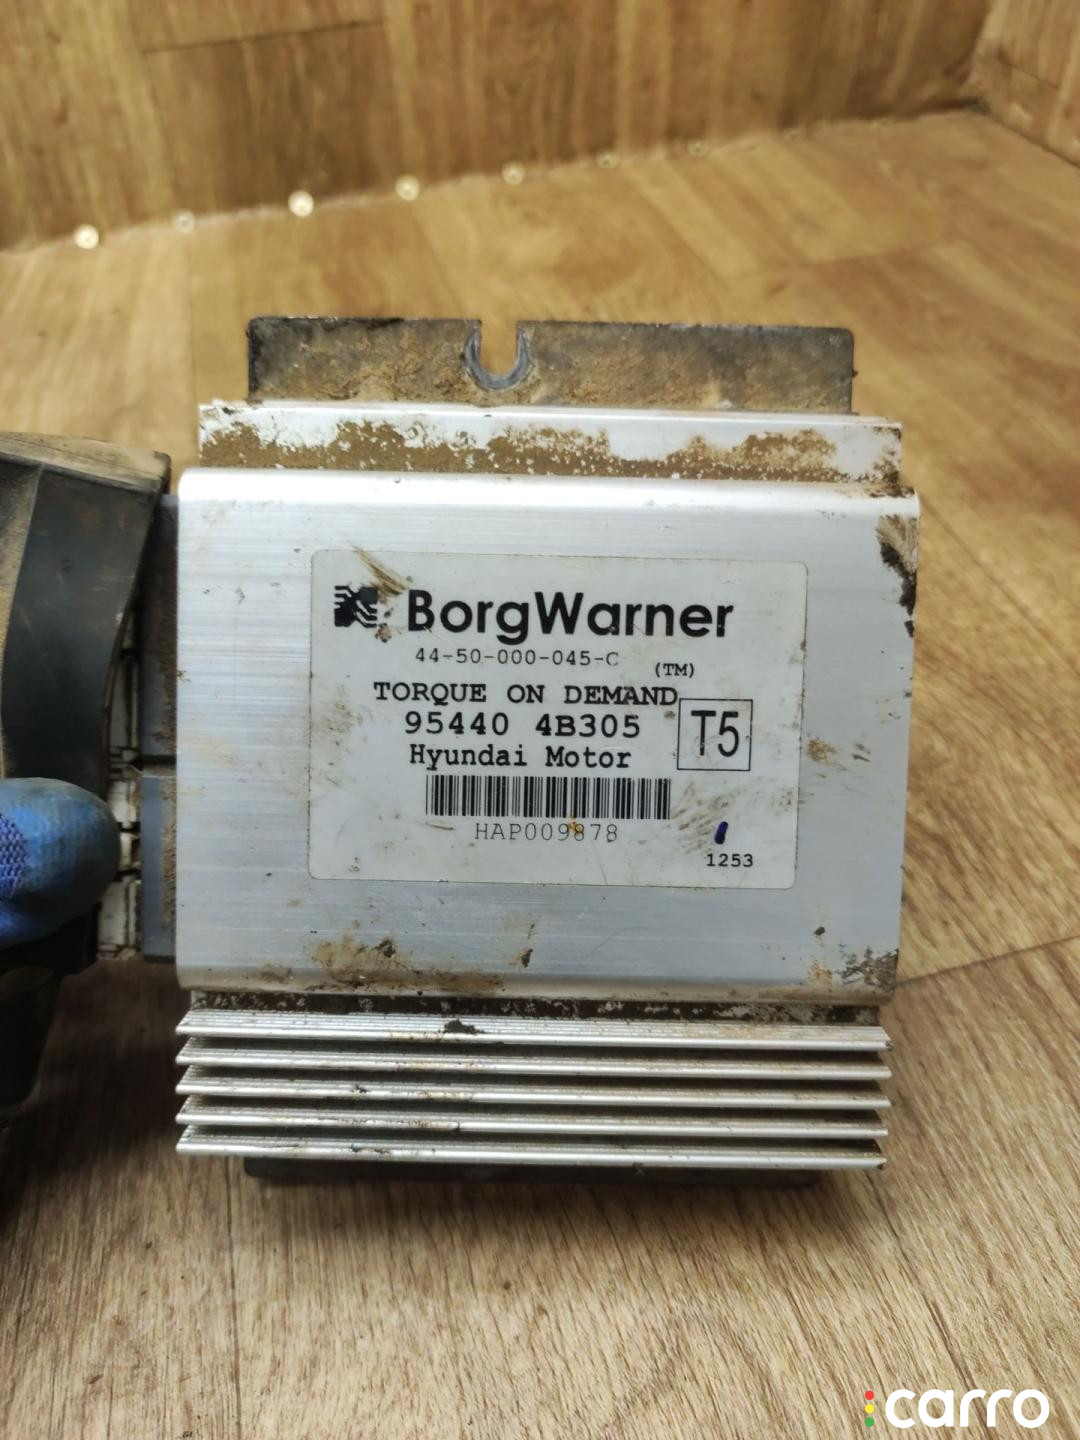 BorgWarner
44-50-000-045-C
(TM)
TORQUE ON DEMAND
95440 4B305
T5
Hyundai Motor
HAP009878
1253
carro